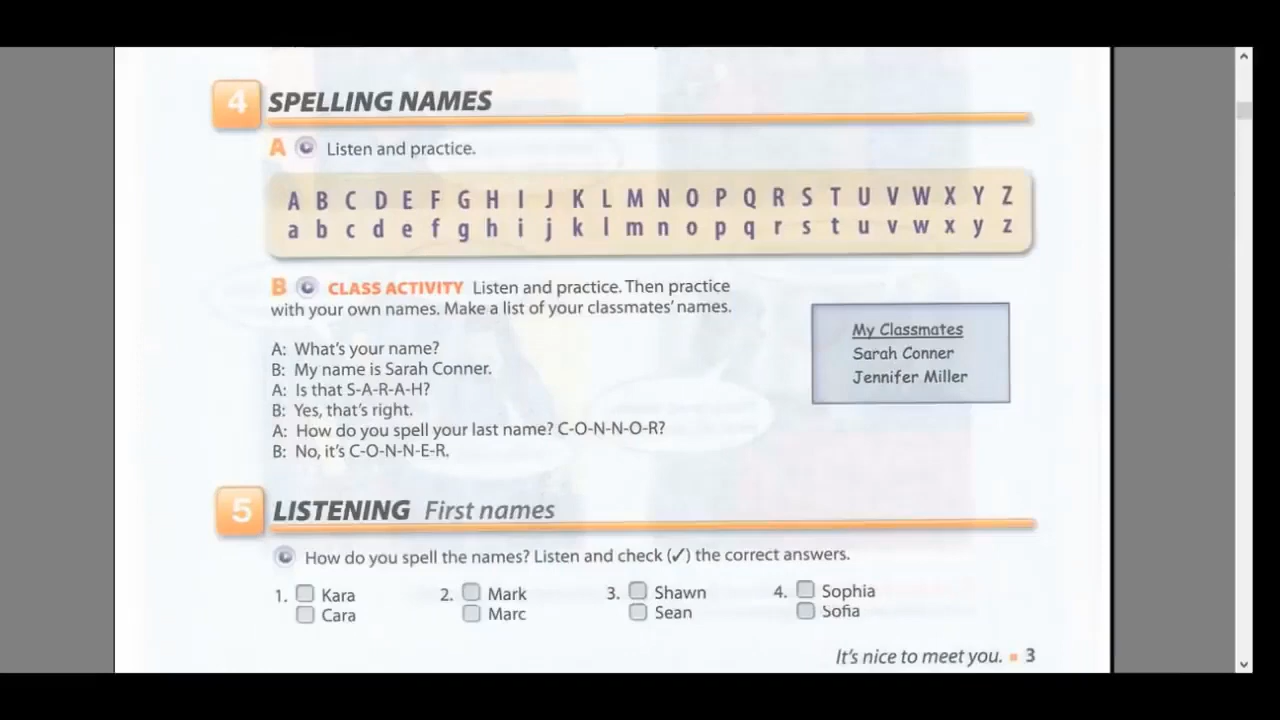 4 SPELLING NAMES
A Listen and practice.
A B C D E F G H I J K L M N O P Q R S T U V W X Y Z
a b c d e f g h i j k l m n o p q r s t u v w x y z
B CLASS ACTIVITY Listen and practice. Then practice
with your own names. Make a list of your classmates' names.
A: What's your name?
B: My name is Sarah Conner.
A: Is that S-A-R-A-H?
B: Yes, that's right.
A: How do you spell your last name? C-O-N-N-O-R?
B: No, it's C-O-N-N-E-R.
My Classmates
Sarah Conner
Jennifer Miller
5 LISTENING First names
How do you spell the names? Listen and check (✓) the correct answers.
1. Kara 2. Mark 3. Shawn 4. Sophia
Cara Marc Sean Sofia
It's nice to meet you. ▪ 3